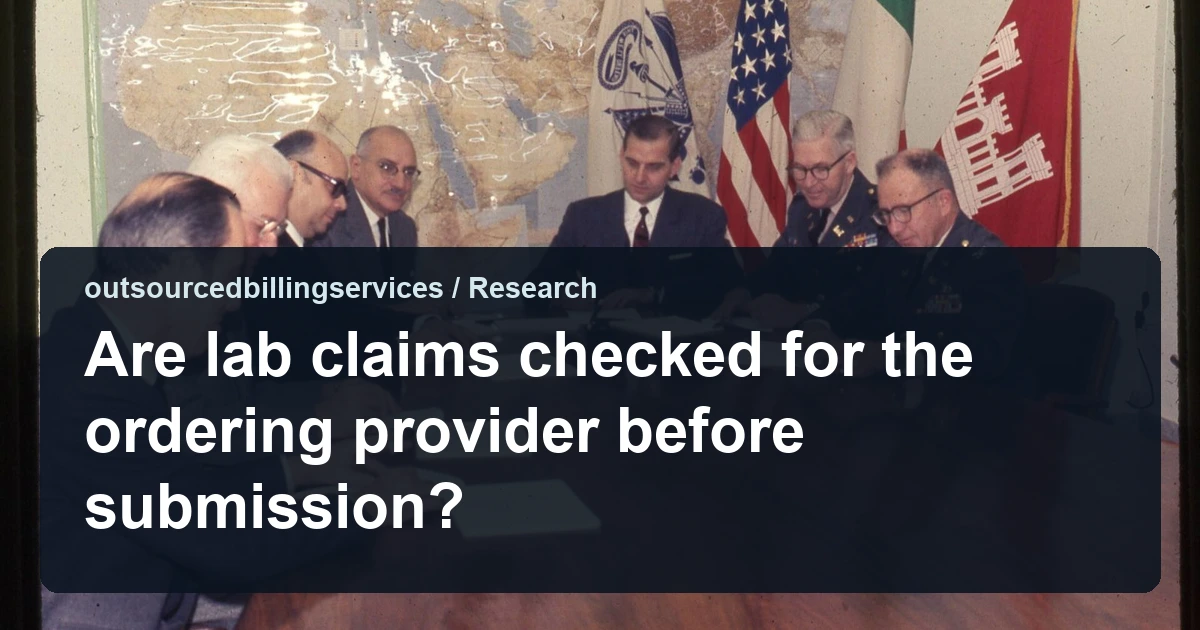 outsourcedbillingservices / Research
Are lab claims checked for the
ordering provider before
submission?